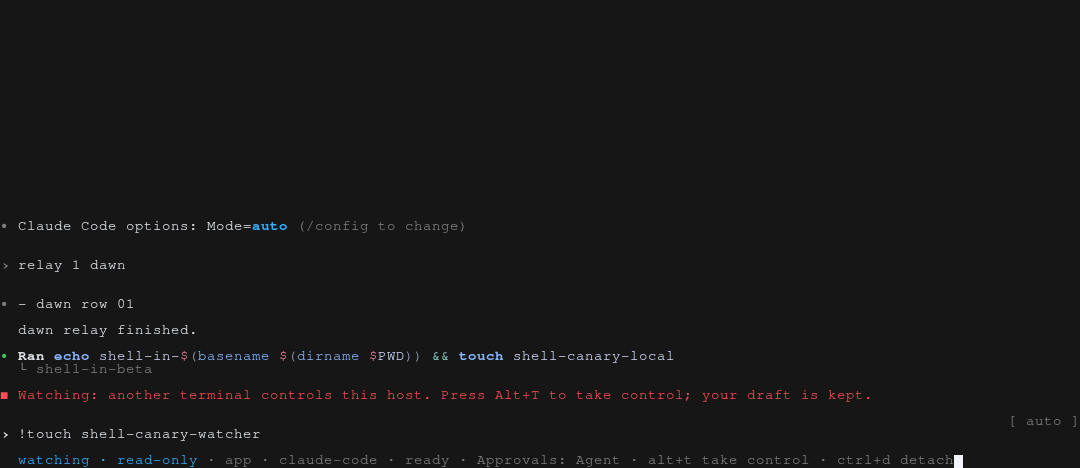 • Claude Code options: Mode=auto (/config to change)
› relay 1 dawn
• - dawn row 01
dawn relay finished.
• Ran echo shell-in-$(basename $(dirname $PWD)) && touch shell-canary-local
└ shell-in-beta
■ Watching: another terminal controls this host. Press Alt+T to take control; your draft is kept.
[ auto ]
› !touch shell-canary-watcher
watching · read-only · app · claude-code · ready · Approvals: Agent · alt+t take control · ctrl+d detach